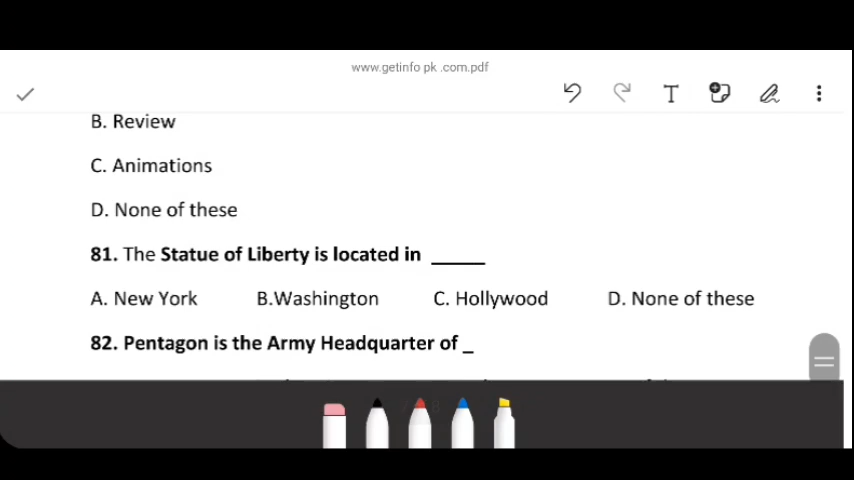 www.getinfo pk .com.pdf
B. Review
C. Animations
D. None of these
81. The Statue of Liberty is located in _____
A. New York B.Washington C. Hollywood D. None of these
82. Pentagon is the Army Headquarter of _